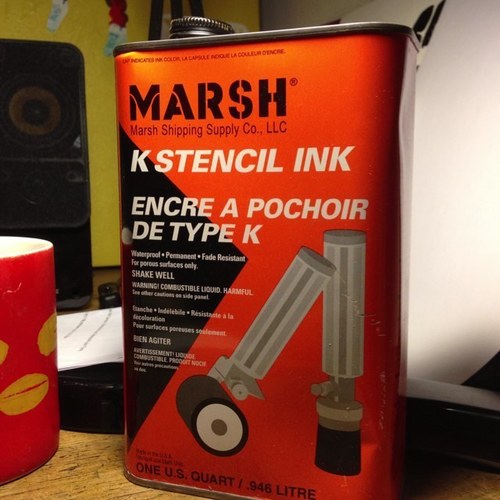 CAP INDICATES INK COLOR. LA CAPSULE INDIQUE LA COULEUR D'ENCRE.
MARSH®
Marsh Shipping Supply Co., LLC
K STENCIL INK
ENCRE A POCHOIR
DE TYPE K
Waterproof • Permanent • Fade Resistant
For porous surfaces only.
SHAKE WELL
WARNING! COMBUSTIBLE LIQUID. HARMFUL.
See other cautions on side panel.
Etanche • Indélébile • Résistante à la
décoloration
Pour surfaces poreuses seulement.
BIEN AGITER
AVERTISSEMENT! LIQUIDE
COMBUSTIBLE PRODUIT NOCIF
Made in U.S.A.
ONE U.S. QUART / .946 LITRE